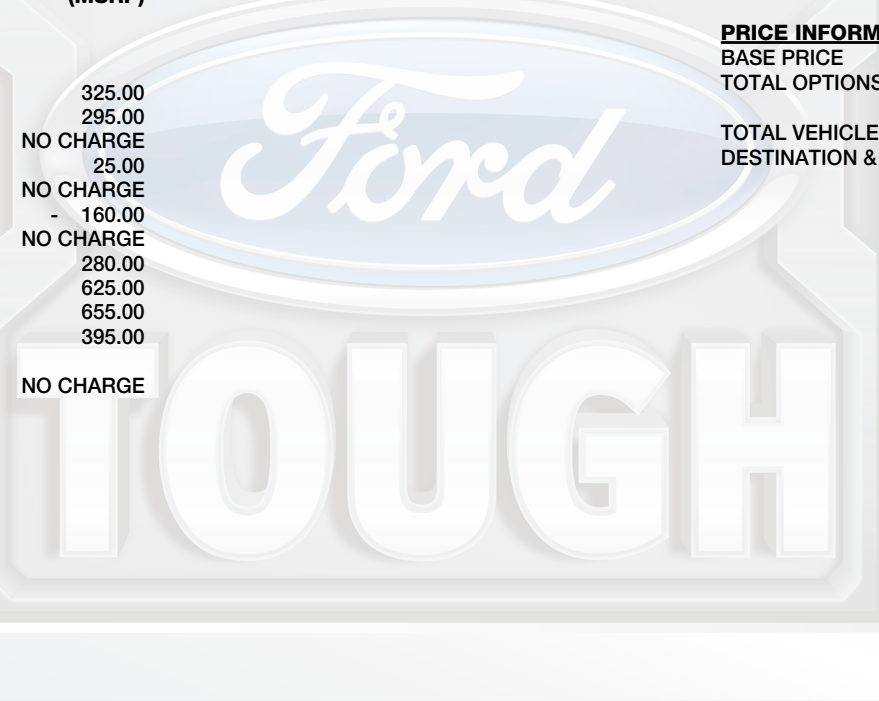 (MSRP)
325.00
295.00
NO CHARGE
25.00
NO CHARGE
- 160.00
NO CHARGE
280.00
625.00
655.00
395.00
NO CHARGE
PRICE INFORM
BASE PRICE
TOTAL OPTIONS
TOTAL VEHICLE
DESTINATION &
Ford
TOUGH